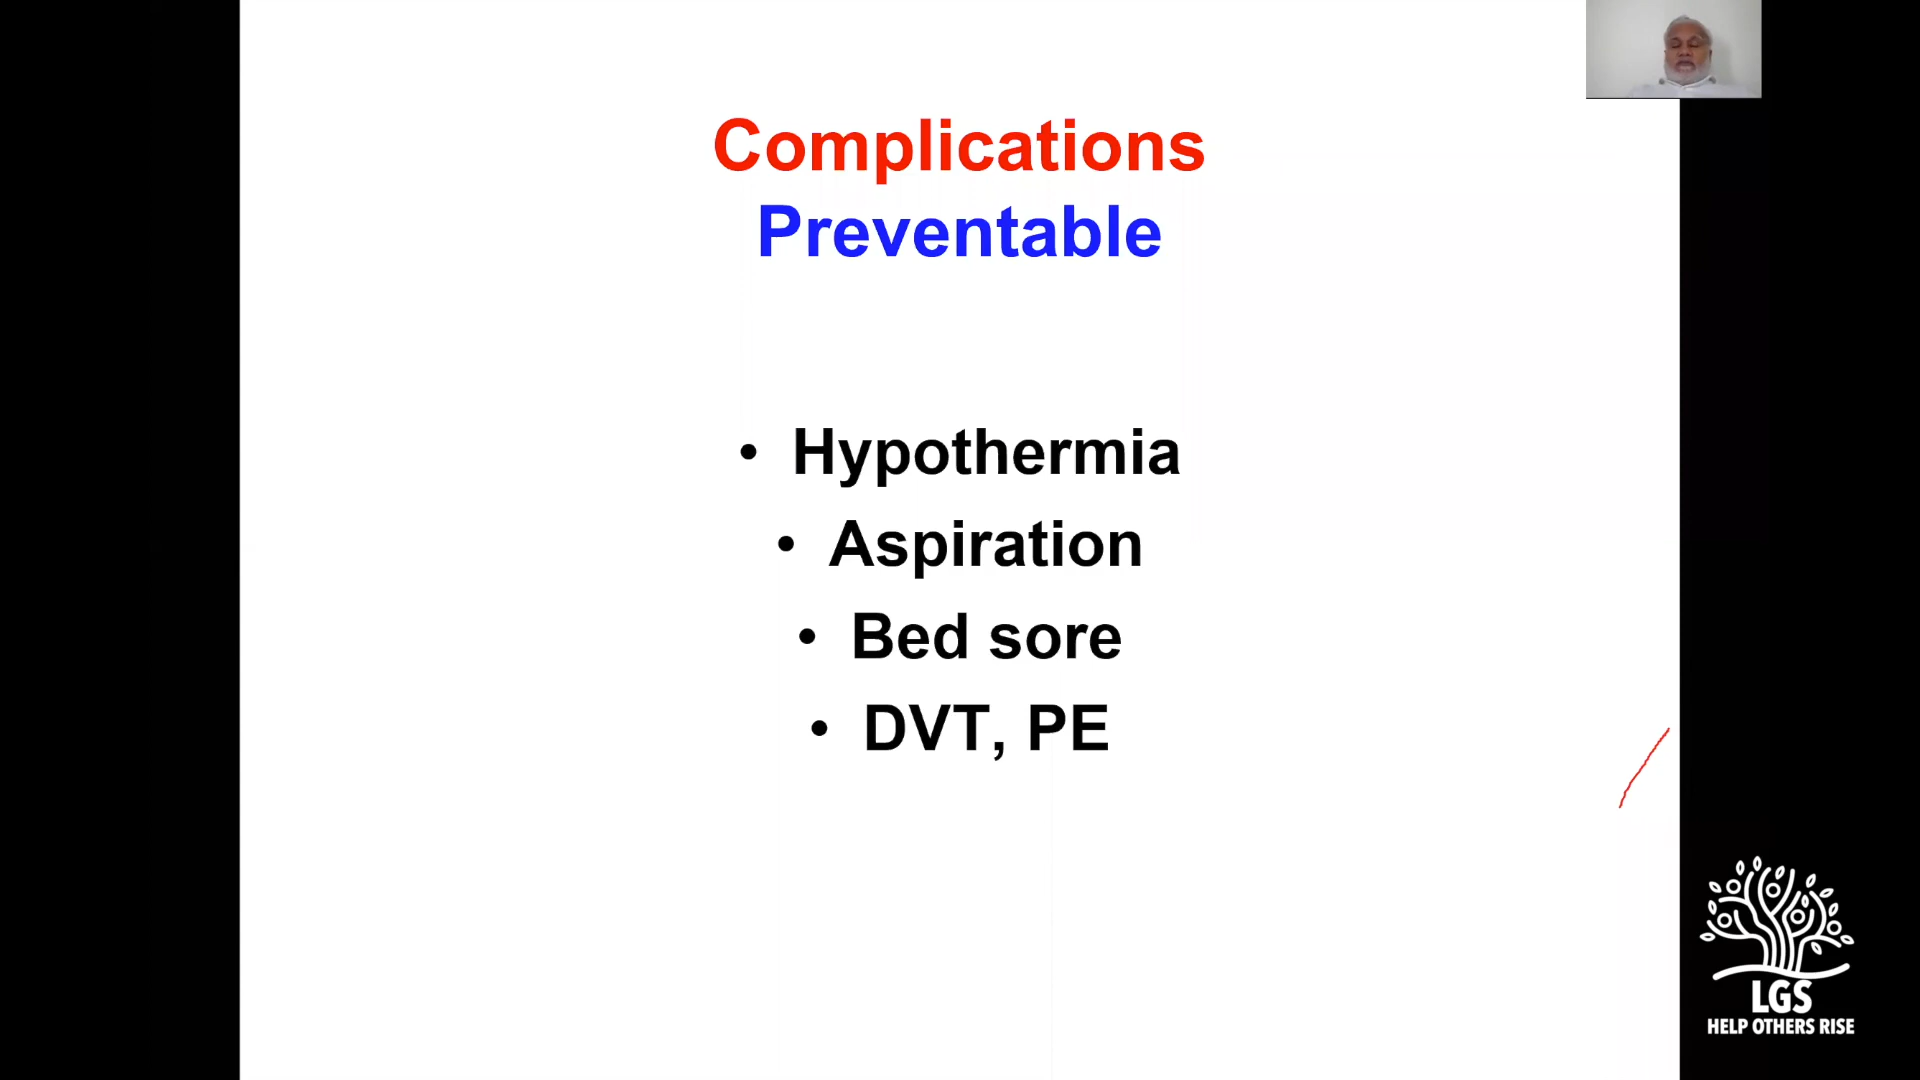 Complications
Preventable
• Hypothermia
• Aspiration
• Bed sore
• DVT, PE
LGS
HELP OTHERS RISE